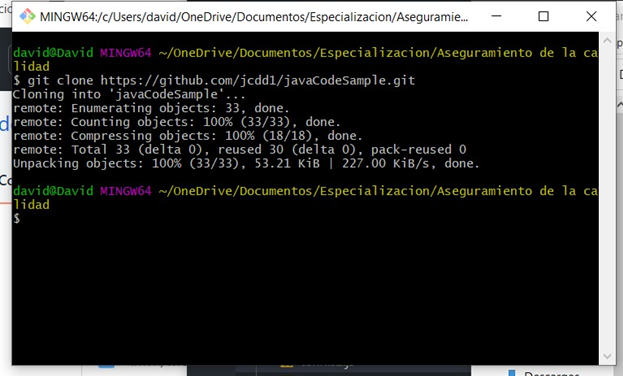 MINGW64:/c/Users/david/OneDrive/Documentos/Especializacion/Aseguramie...
david@David MINGW64 ~/OneDrive/Documentos/Especializacion/Aseguramiento de la ca
lidad
$ git clone https://github.com/jcdd1/javaCodeSample.git
Cloning into 'javaCodeSample'...
remote: Enumerating objects: 33, done.
remote: Counting objects: 100% (33/33), done.
remote: Compressing objects: 100% (18/18), done.
remote: Total 33 (delta 0), reused 30 (delta 0), pack-reused 0
Unpacking objects: 100% (33/33), 53.21 KiB | 227.00 KiB/s, done.
david@David MINGW64 ~/OneDrive/Documentos/Especializacion/Aseguramiento de la ca
lidad
$